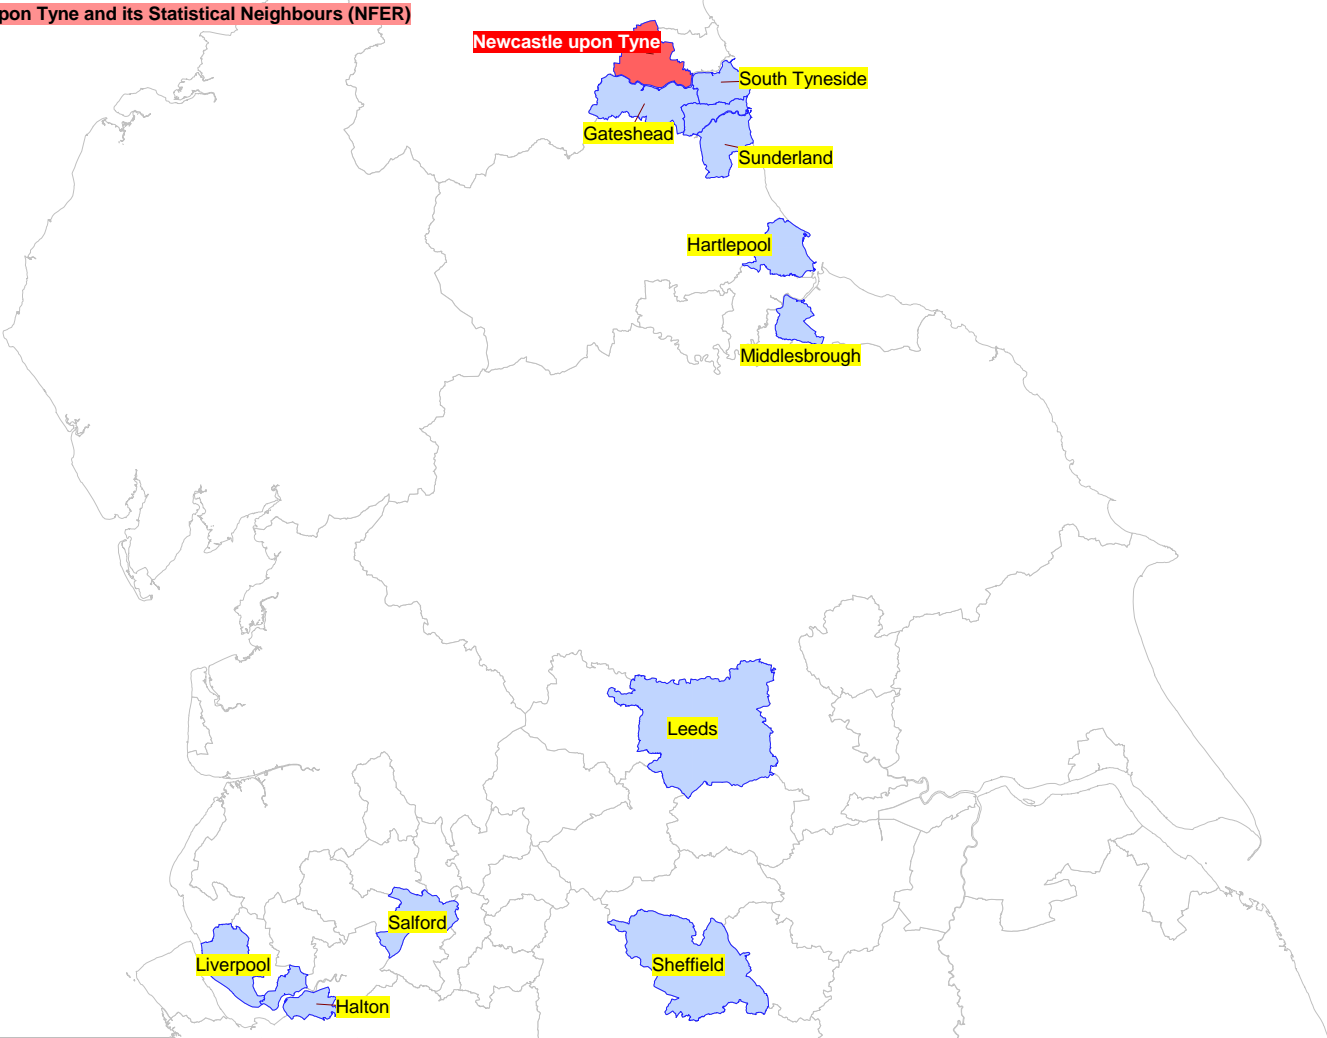 pon Tyne and its Statistical Neighbours (NFER)
Newcastle upon Tyne
South Tyneside
Gateshead
Sunderland
Hartlepool
Middlesbrough
Leeds
Salford
Liverpool
Sheffield
Halton